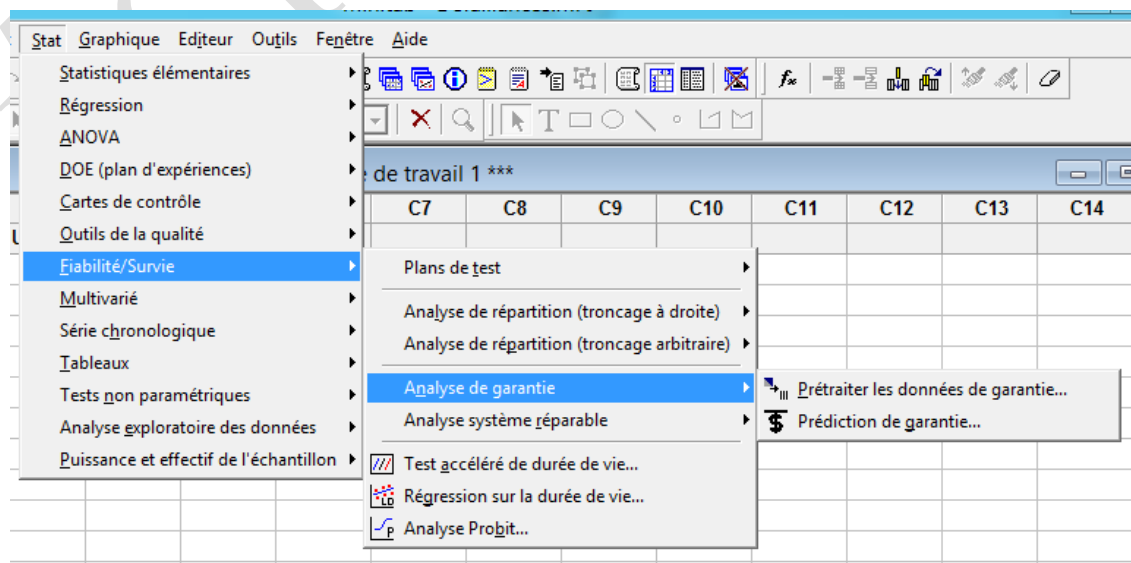 Stat Graphique Editeur Outils Fenêtre Aide
Statistiques élémentaires
Régression
ANOVA
DOE (plan d'expériences)
Cartes de contrôle
Outils de la qualité
Fiabilité/Survie
Multivarié
Série chronologique
Tableaux
Tests non paramétriques
Analyse exploratoire des données
Puissance et effectif de l'échantillon
de travail 1 ***
C7 C8 C9 C10 C11 C12 C13 C14
Plans de test
Analyse de répartition (troncage à droite)
Analyse de répartition (troncage arbitraire)
Analyse de garantie
Analyse système réparable
Test accéléré de durée de vie...
Régression sur la durée de vie...
Analyse Probit...
Prétraiter les données de garantie...
Prédiction de garantie...